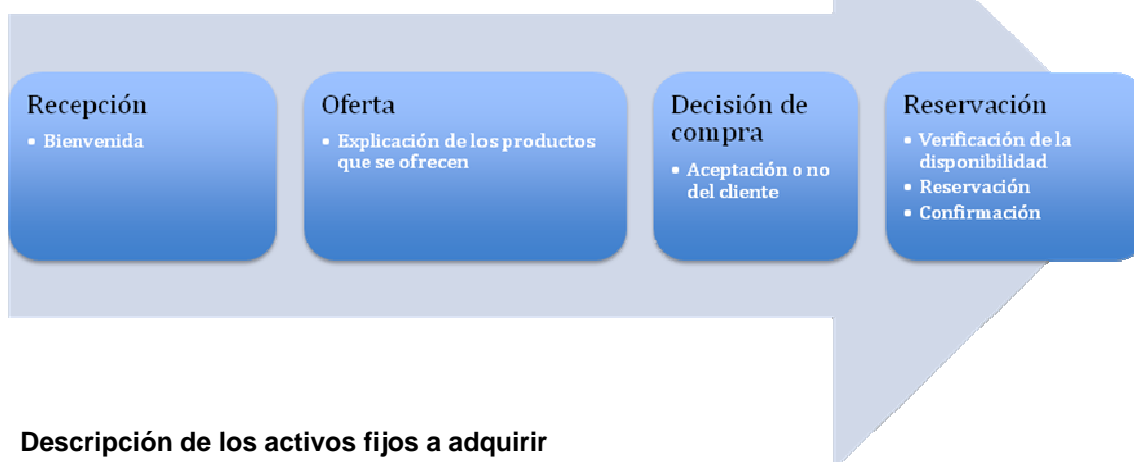 Recepción
• Bienvenida
Oferta
• Explicación de los productos
que se ofrecen
Decisión de
compra
• Aceptación o no
del cliente
Reservación
• Verificación de la
disponibilidad
• Reservación
• Confirmación
Descripción de los activos fijos a adquirir